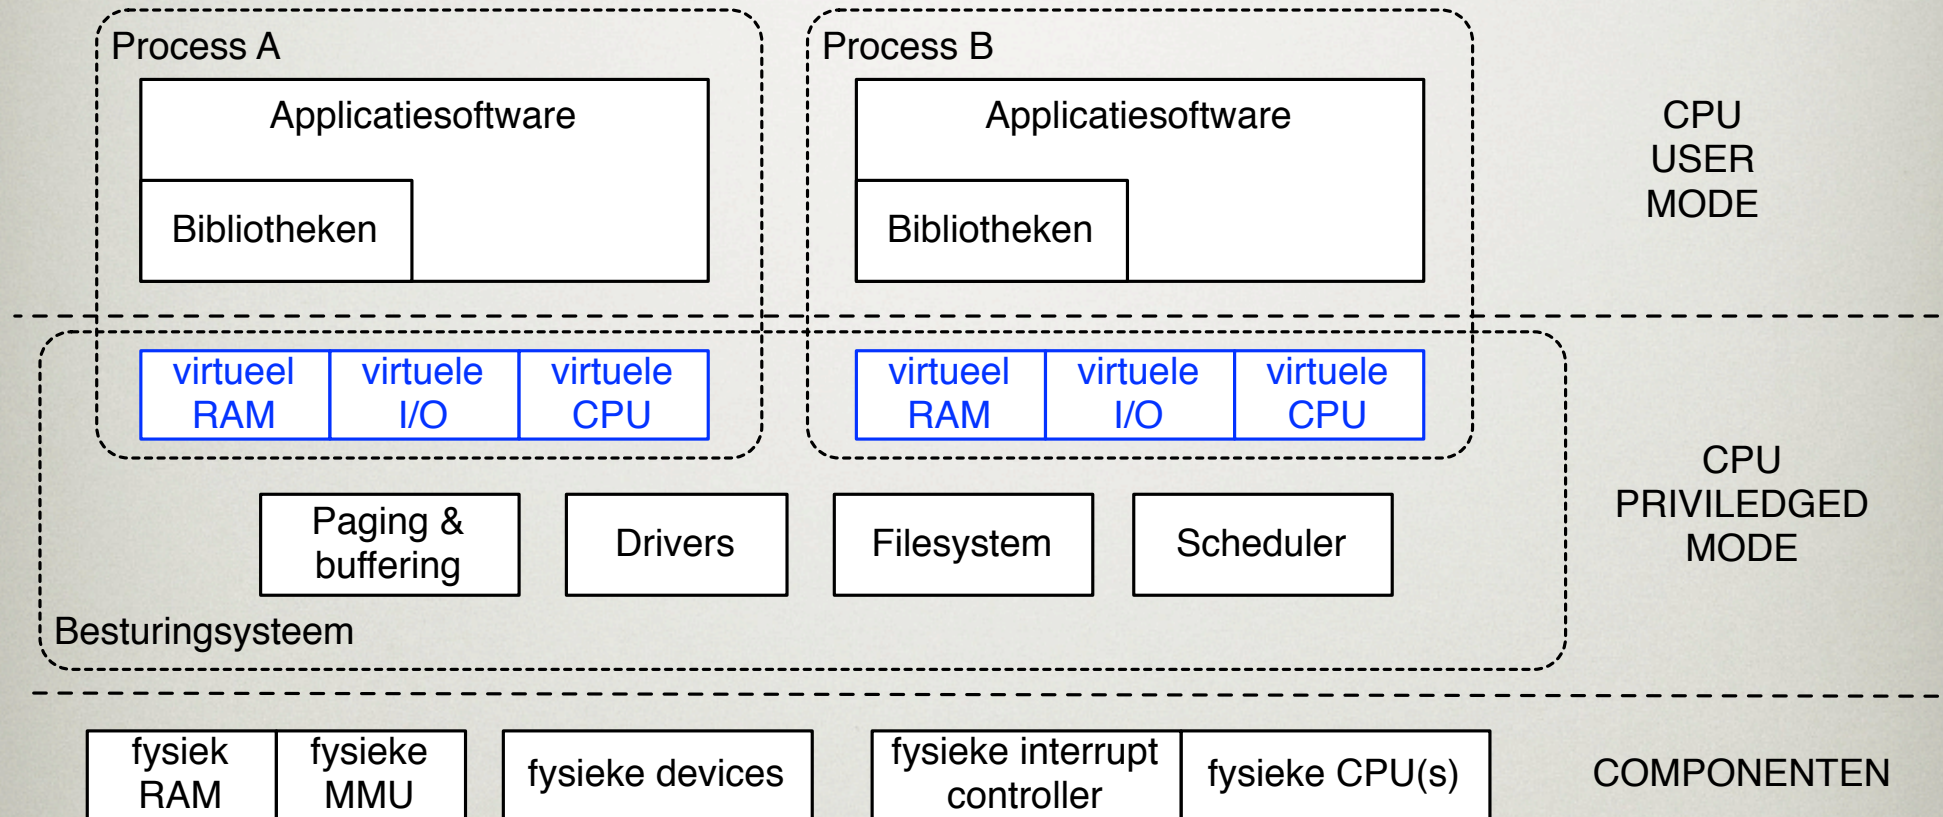 Process A
Applicatiesoftware
Bibliotheken
Process B
Applicatiesoftware
Bibliotheken
CPU
USER
MODE
virtueel
RAM
virtuele
I/O
virtuele
CPU
virtueel
RAM
virtuele
I/O
virtuele
CPU
Paging &
buffering
Drivers
Filesystem
Scheduler
Besturingsysteem
CPU
PRIVILEDGED
MODE
fysiek
RAM
fysieke
MMU
fysieke devices
fysieke interrupt
controller
fysieke CPU(s)
COMPONENTEN